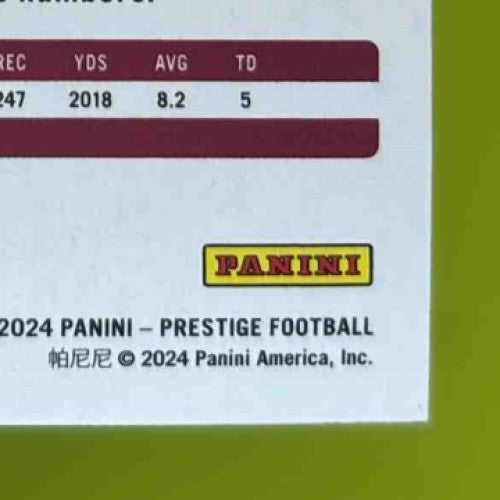 numbers.
REC YDS AVG TD
247 2018 8.2 5
PANINI
2024 PANINI – PRESTIGE FOOTBALL
帕尼尼 © 2024 Panini America, Inc.